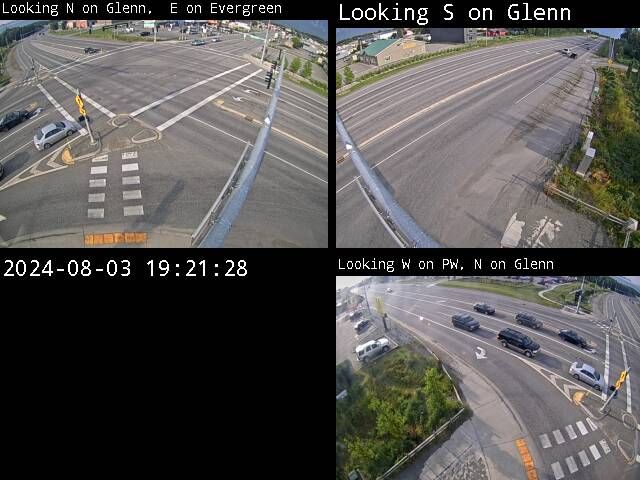 Looking N on Glenn, E on Evergreen
Looking S on Glenn
2024-08-03 19:21:28
Looking W on PW, N on Glenn